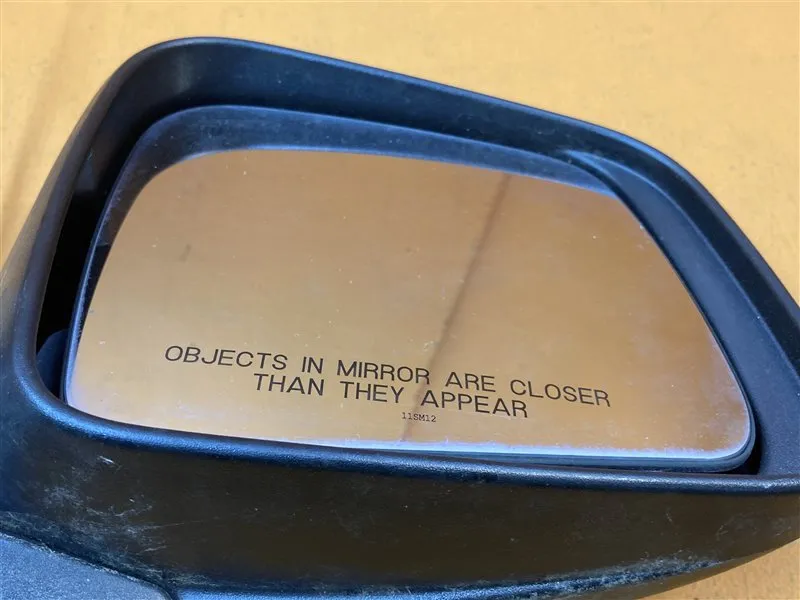 OBJECTS IN MIRROR ARE CLOSER
THAN THEY APPEAR
11SM12